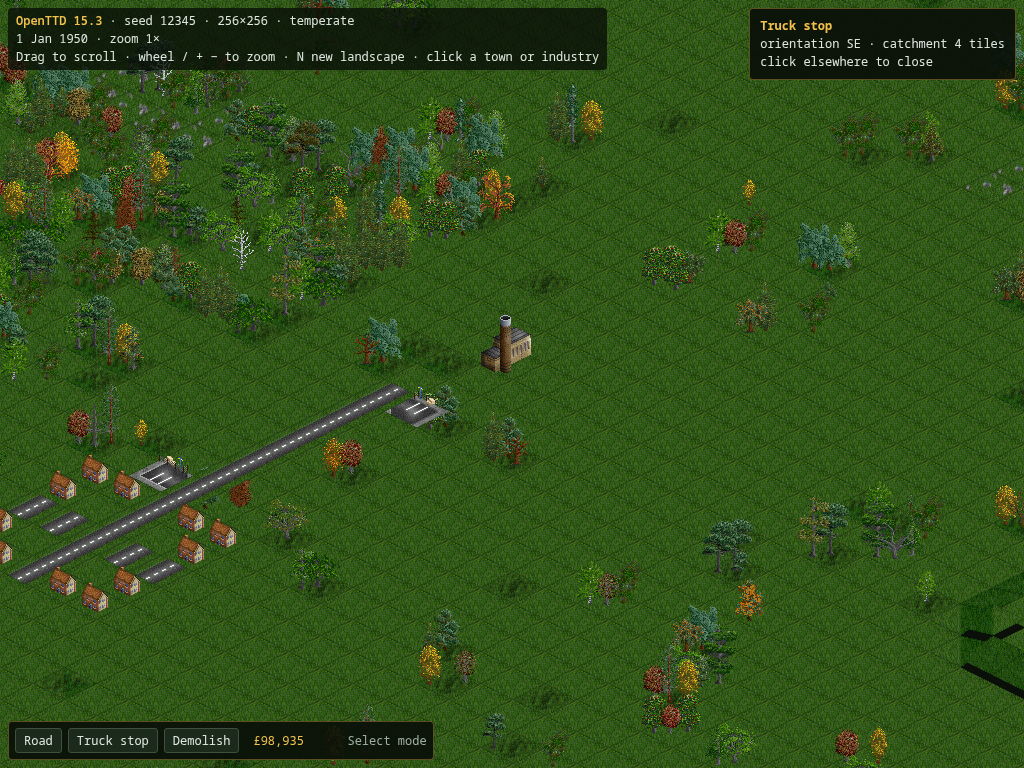 OpenTTD 15.3 · seed 12345 · 256×256 · temperate
1 Jan 1950 · zoom 1×
Drag to scroll · wheel / + − to zoom · N new landscape · click a town or industry
Truck stop
orientation SE · catchment 4 tiles
click elsewhere to close
Road Truck stop Demolish £98,935 Select mode